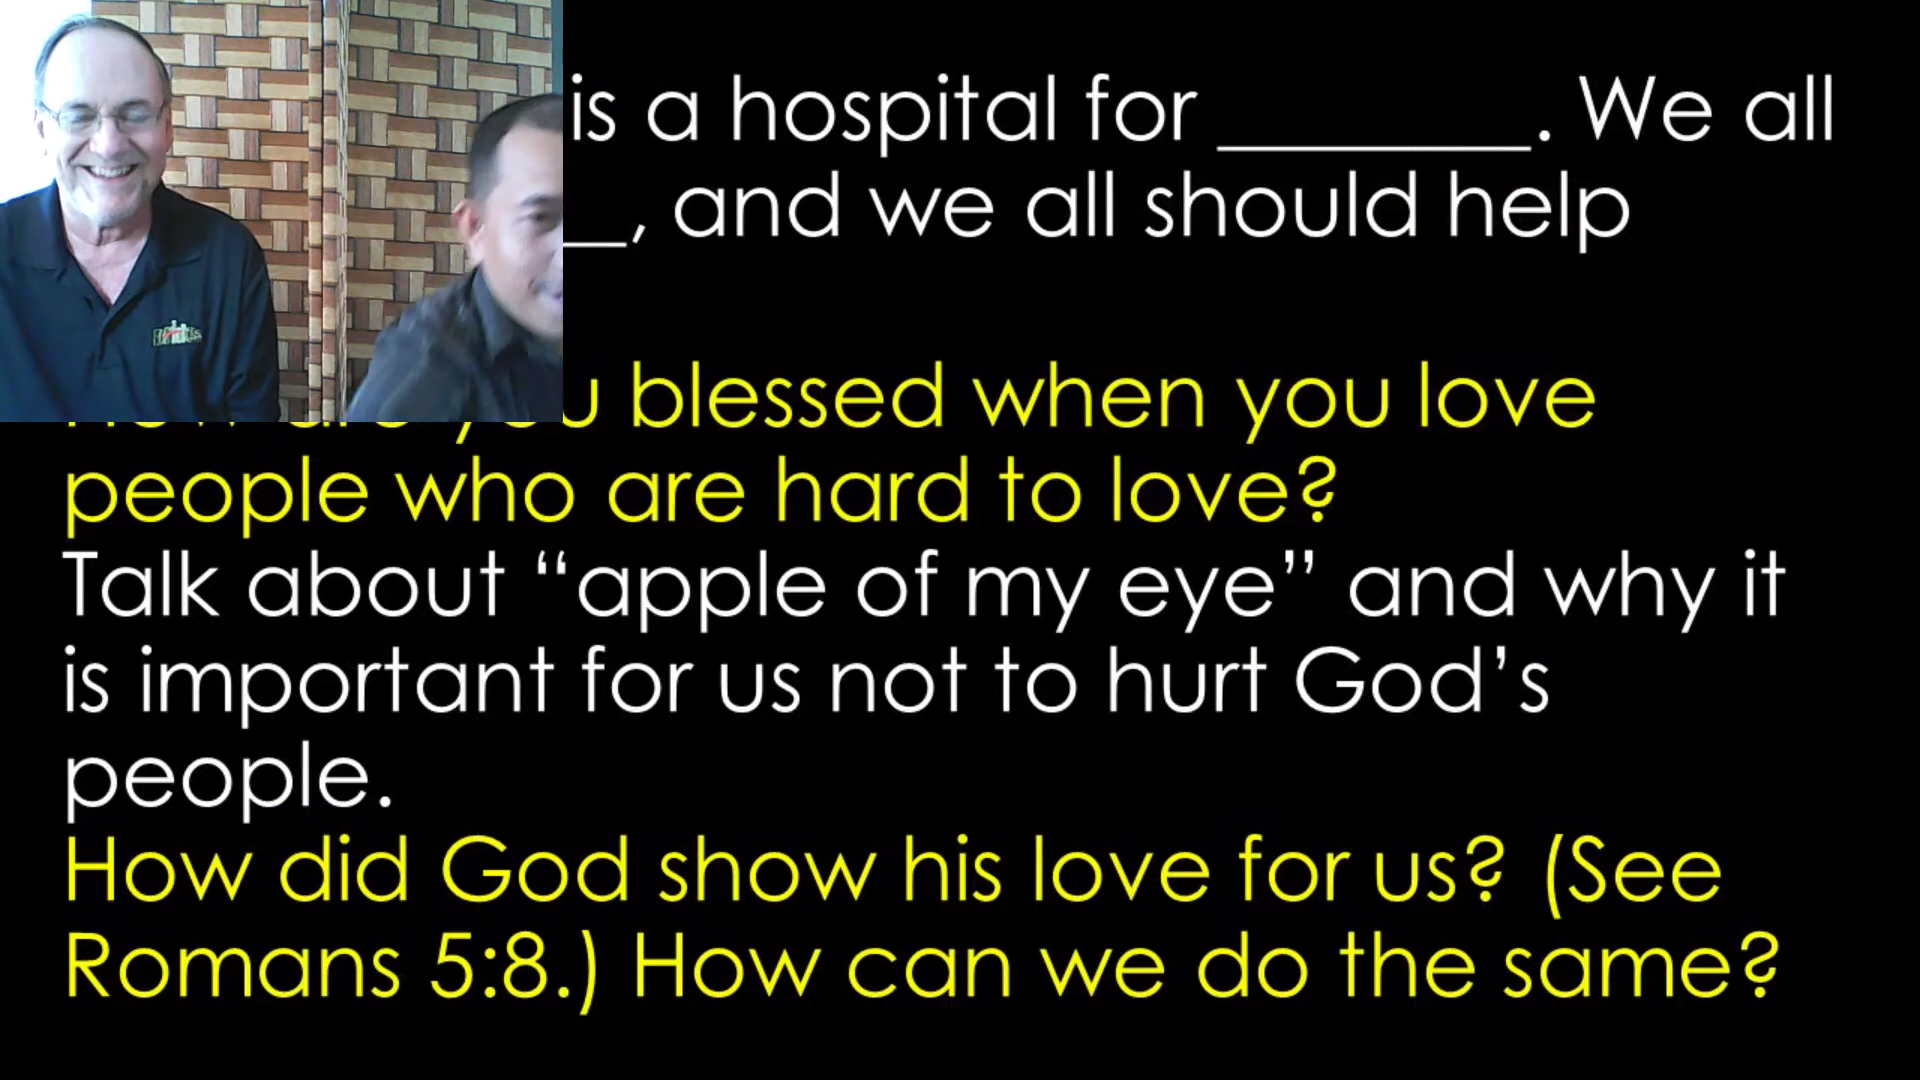 is a hospital for ________. We all
__, and we all should help
How are you blessed when you love
people who are hard to love?
Talk about “apple of my eye” and why it
is important for us not to hurt God’s
people.
How did God show his love for us? (See
Romans 5:8.) How can we do the same?